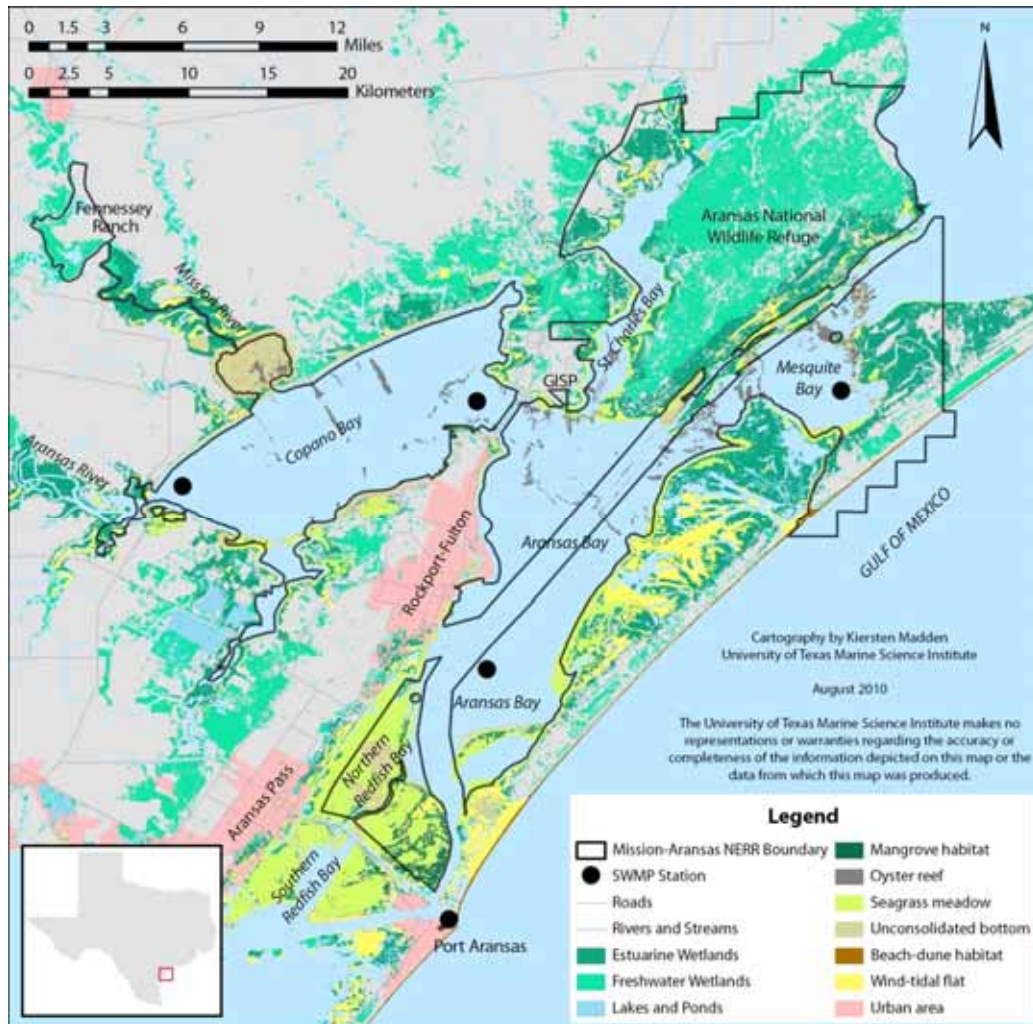 0 1.5 3 6 9 12
Miles
0 2.5 5 10 15 20
Kilometers
N
Fennessey
Ranch
Mission River
Aransas National
Wildlife Refuge
St. Charles Bay
GISP
Mesquite
Bay
Copano Bay
Aransas River
Rockport-Fulton
Aransas Bay
GULF OF MEXICO
Cartography by Kiersten Madden
University of Texas Marine Science Institute
August 2010
The University of Texas Marine Science Institute makes no
representations or warranties regarding the accuracy or
completeness of the information depicted on this map or the
data from which this map was produced.
Aransas Bay
Northern
Redfish Bay
Aransas Pass
Southern
Redfish Bay
Port Aransas
Legend
Mission-Aransas NERR Boundary
SWMP Station
Roads
Rivers and Streams
Estuarine Wetlands
Freshwater Wetlands
Lakes and Ponds
Mangrove habitat
Oyster reef
Seagrass meadow
Unconsolidated bottom
Beach-dune habitat
Wind-tidal flat
Urban area